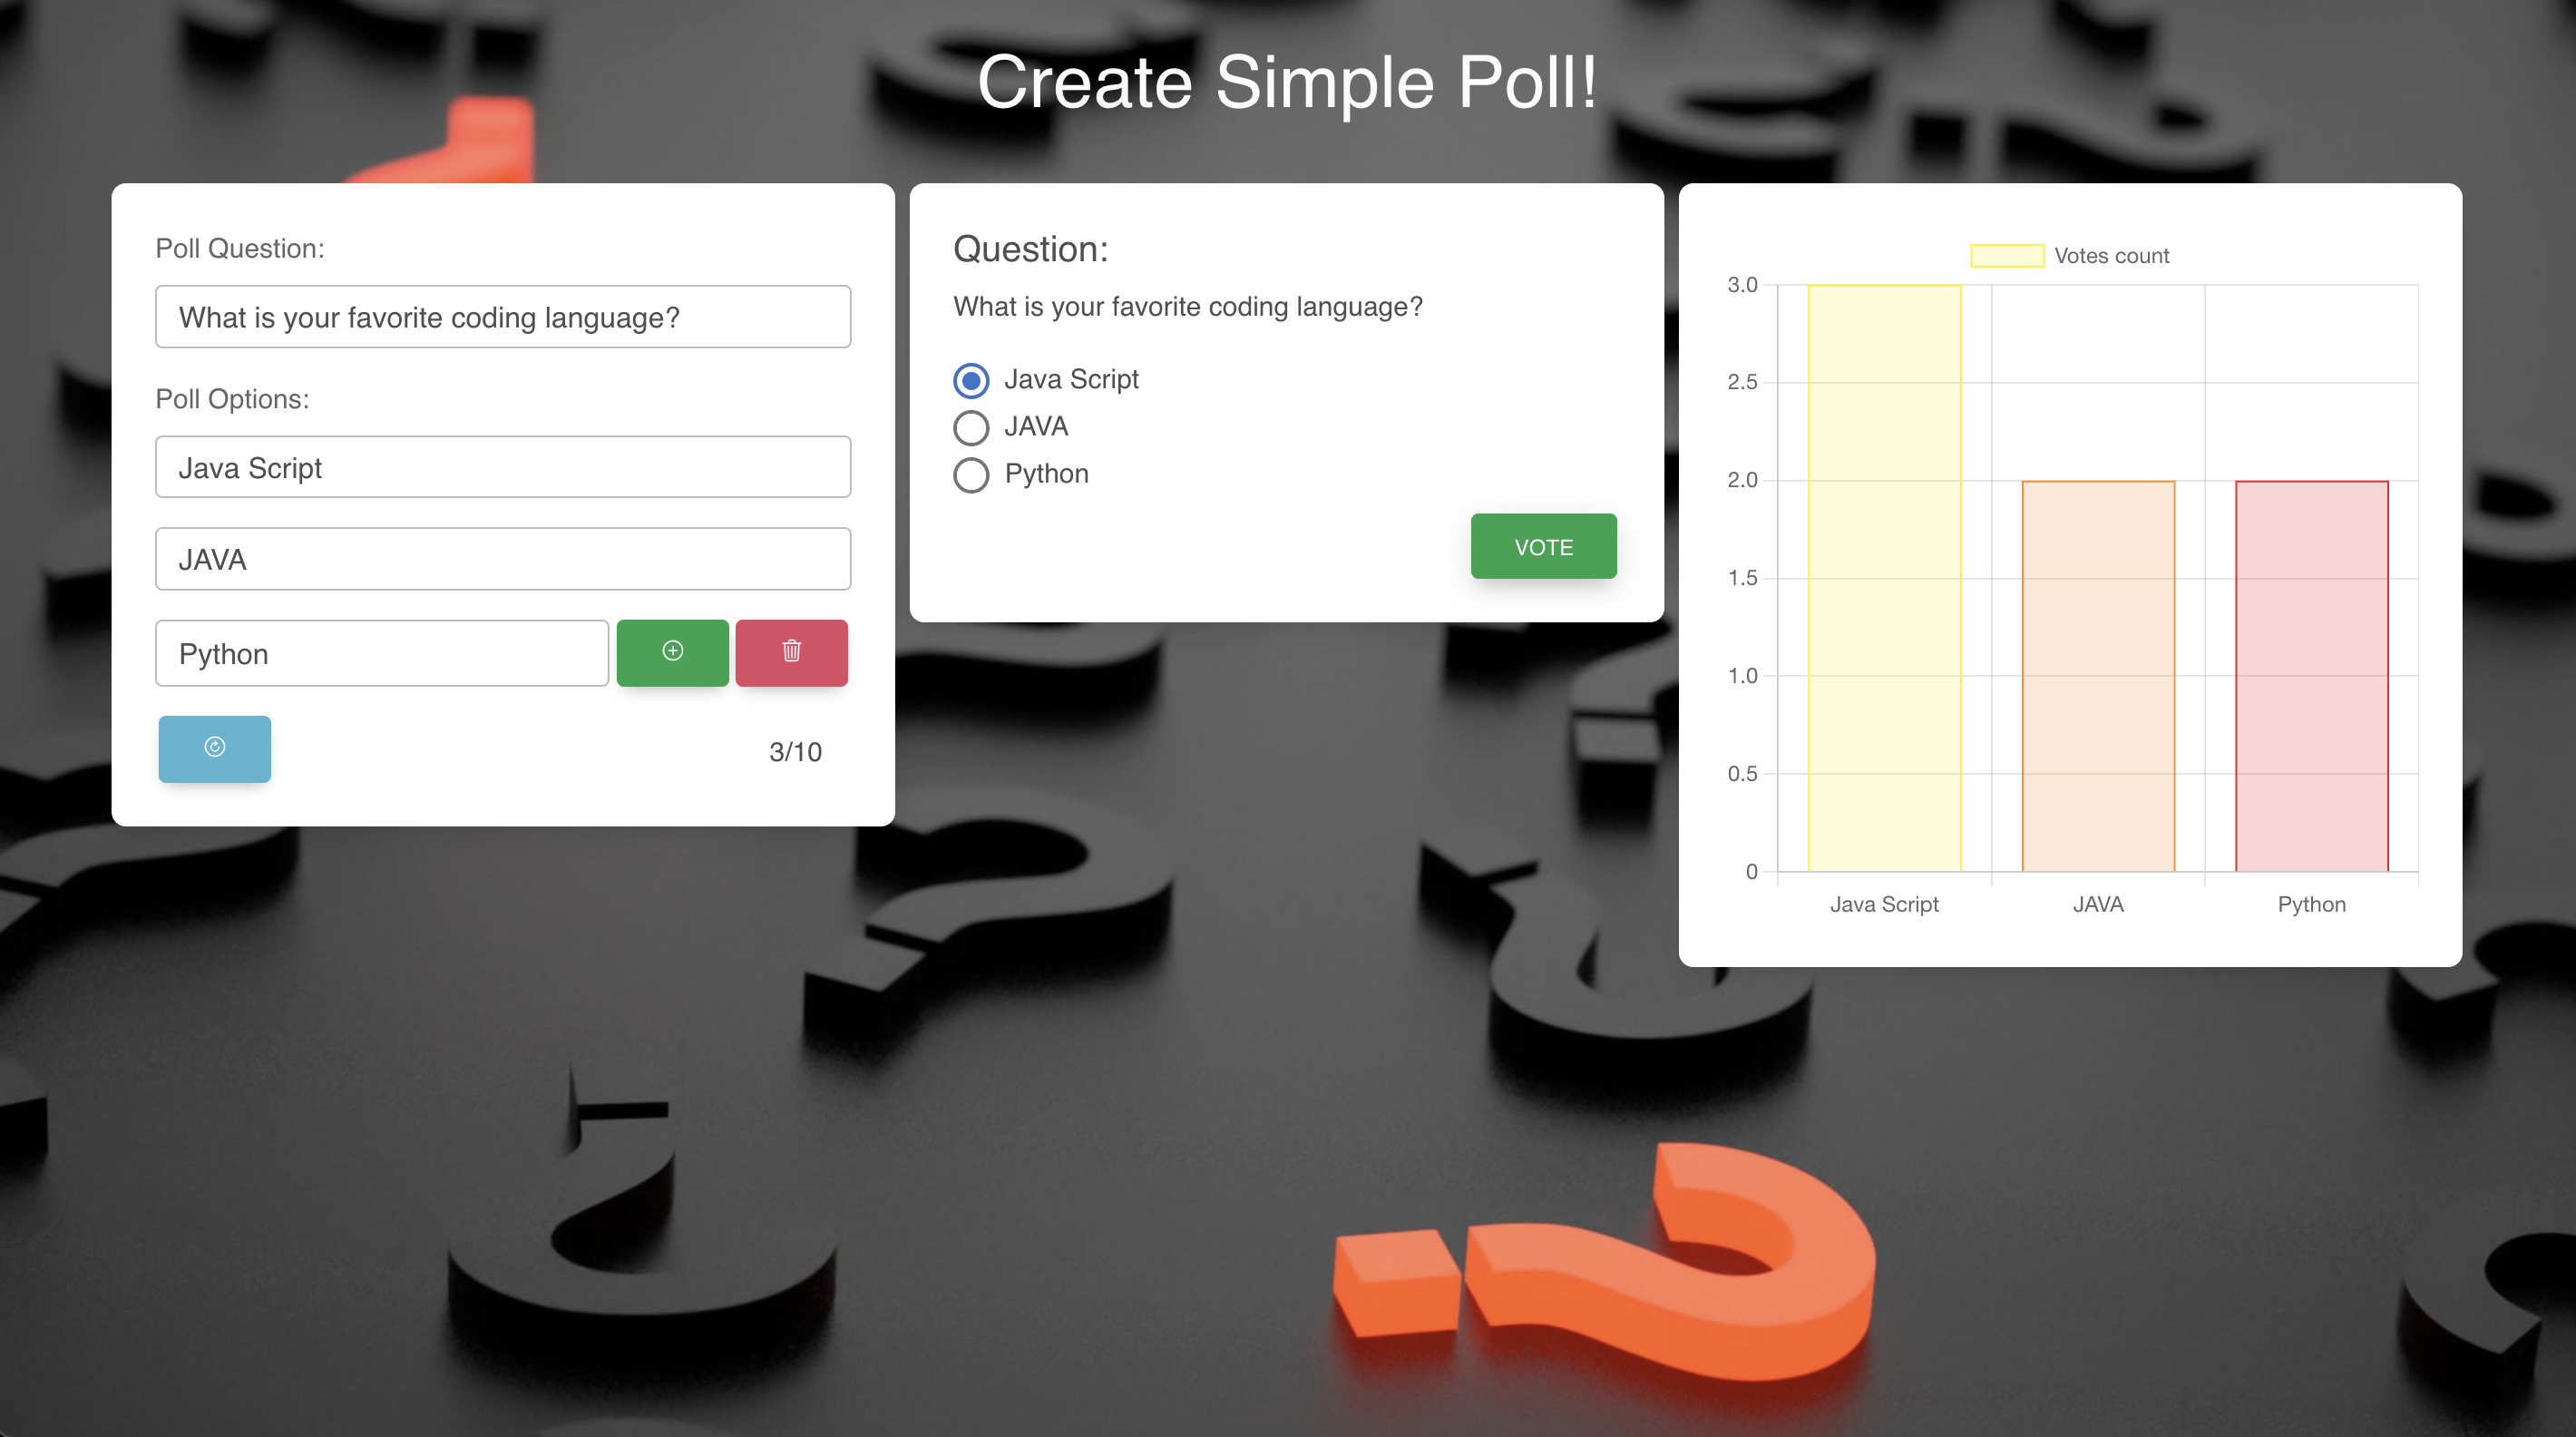 Create Simple Poll!
Poll Question:
What is your favorite coding language?
Poll Options:
Java Script
JAVA
Python
3/10
Question:
What is your favorite coding language?
Java Script
JAVA
Python
VOTE
Votes count
3.0
2.5
2.0
1.5
1.0
0.5
0
Java Script JAVA Python